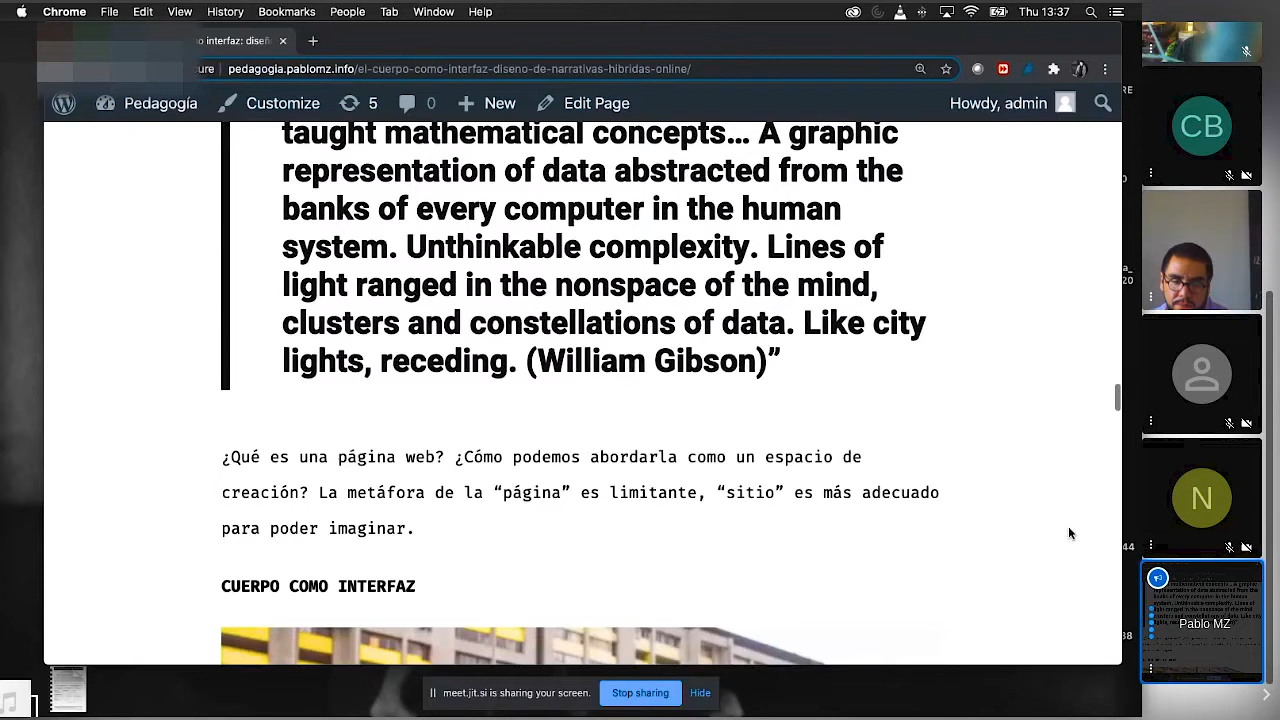 Chrome File Edit View History Bookmarks People Tab Window Help Thu 13:37
no interfaz: diseñ
pedagogia.pablomz.info/el-cuerpo-como-interfaz-diseno-de-narrativas-hibridas-online/
Pedagogía Customize 5 0 New Edit Page Howdy, admin
taught mathematical concepts… A graphic
representation of data abstracted from the
banks of every computer in the human
system. Unthinkable complexity. Lines of
light ranged in the nonspace of the mind,
clusters and constellations of data. Like city
lights, receding. (William Gibson)”
¿Qué es una página web? ¿Cómo podemos abordarla como un espacio de
creación? La metáfora de la “página” es limitante, “sitio” es más adecuado
para poder imaginar.
CUERPO COMO INTERFAZ
meet.jit.si is sharing your screen. Stop sharing Hide
CB
N
Pablo MZ